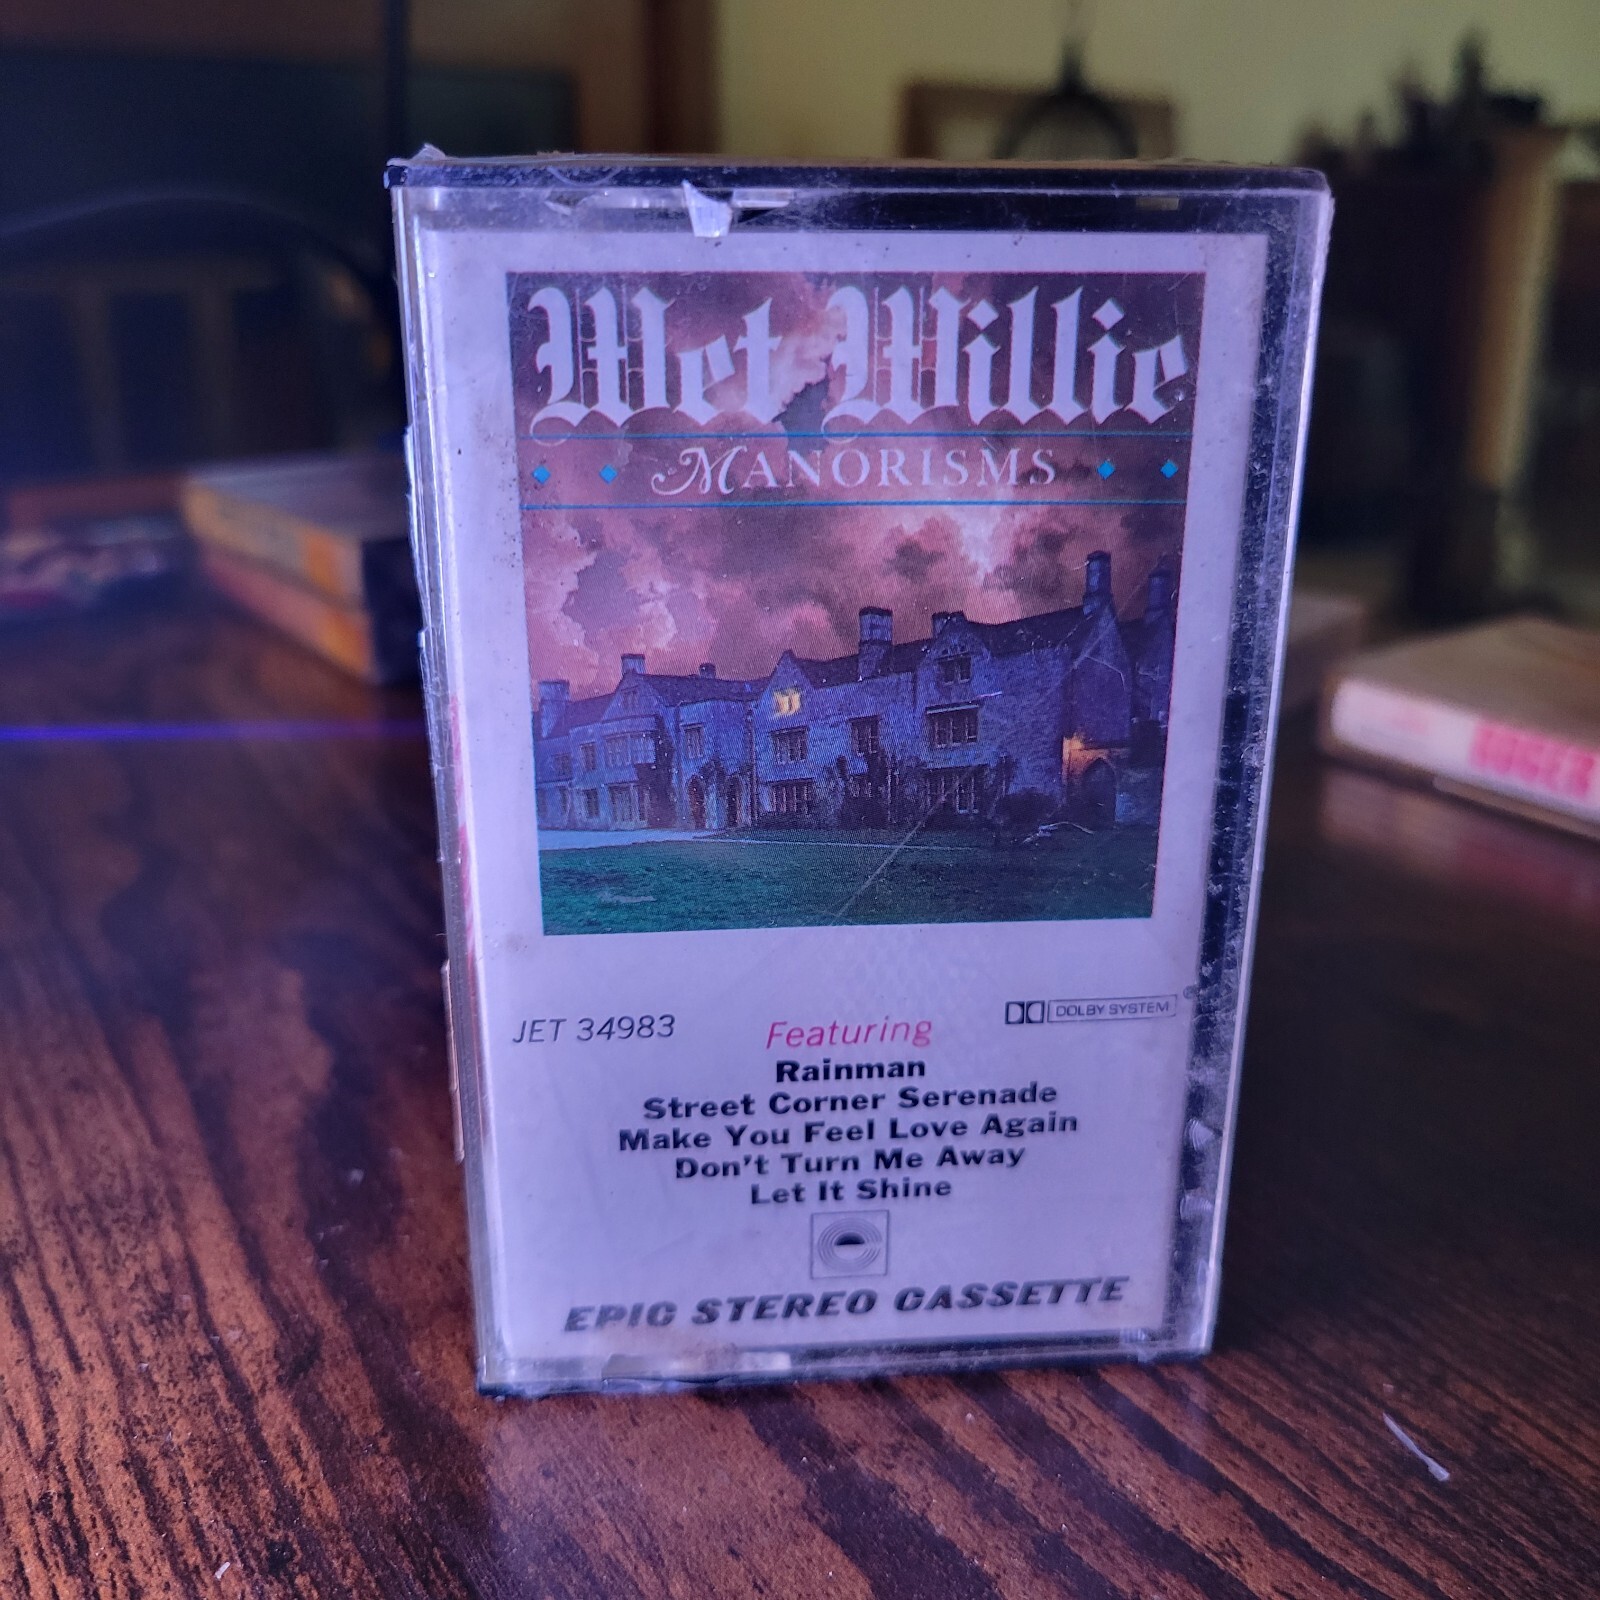 Wet Willie
MANORISMS
JET 34983
Featuring
DOLBY SYSTEM
®
Rainman
Street Corner Serenade
Make You Feel Love Again
Don't Turn Me Away
Let It Shine
EPIC STEREO CASSETTE